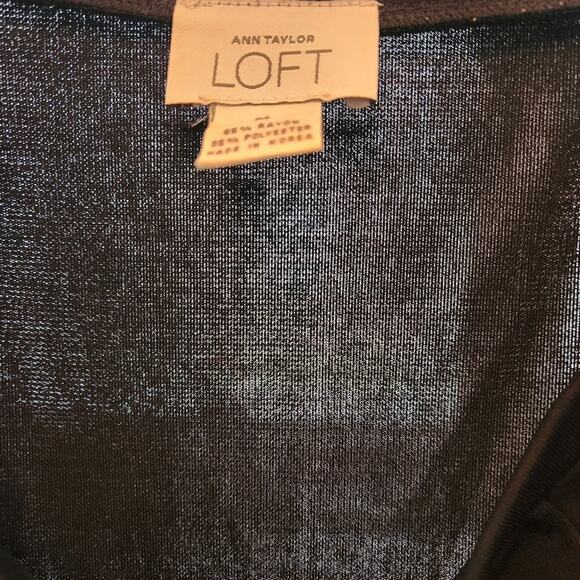 ANN TAYLOR
LOFT
M
65% RAYON
35% POLYESTER
MADE IN KOREA